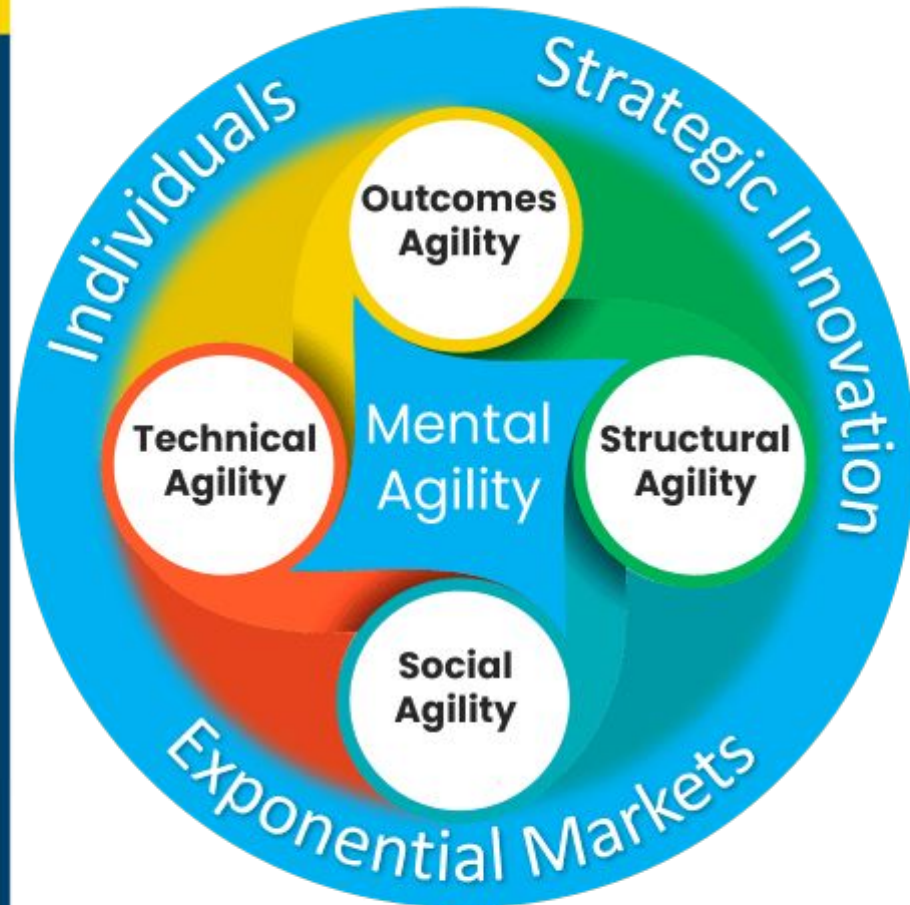 Individuals
Strategic Innovation
Outcomes
Agility
Technical
Agility
Mental
Agility
Structural
Agility
Social
Agility
Exponential Markets